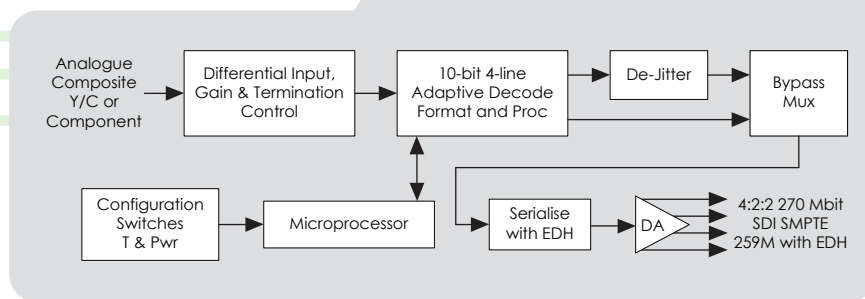 Analogue
Composite
Y/C or
Component
Differential Input,
Gain & Termination
Control
10-bit 4-line
Adaptive Decode
Format and Proc
De-Jitter
Bypass
Mux
Configuration
Switches
T & Pwr
Microprocessor
Serialise
with EDH
DA
4:2:2 270 Mbit
SDI SMPTE
259M with EDH